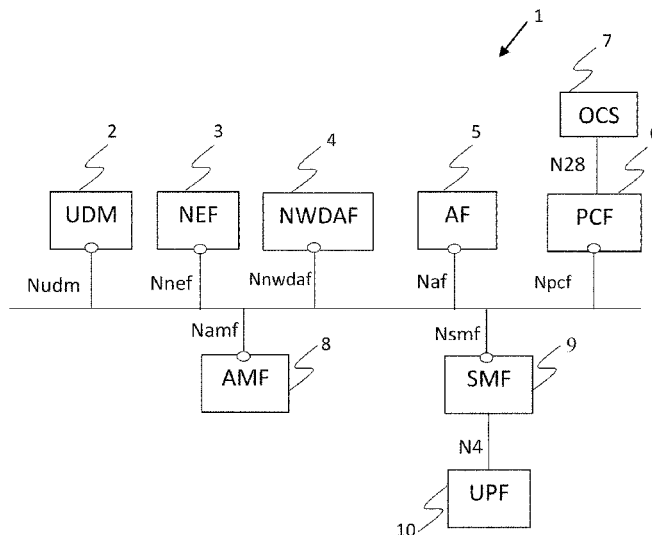 1
7
OCS
2
3
4
5
6
N28
UDM
NEF
NWDAF
AF
PCF
Nudm
Nnef
Nnwdaf
Naf
Npcf
Namf
Nsmf
8
9
AMF
SMF
N4
UPF
10